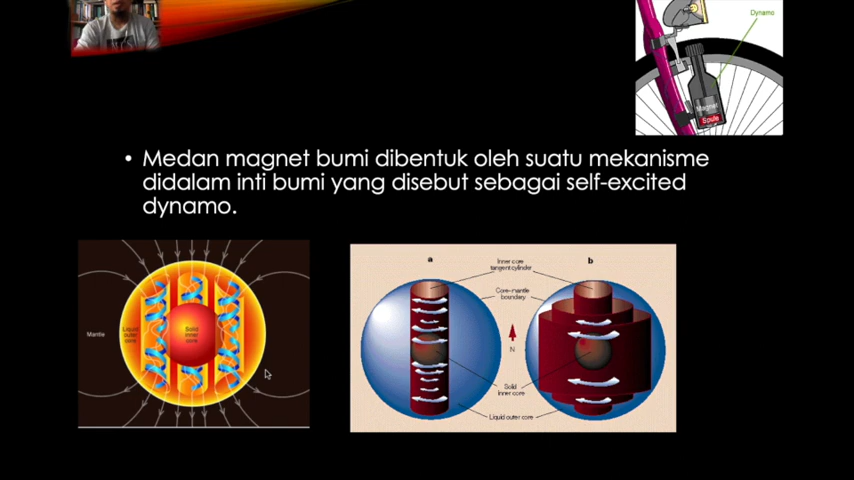 Dynamo
Magnet
Spule
• Medan magnet bumi dibentuk oleh suatu mekanisme
didalam inti bumi yang disebut sebagai self-excited
dynamo.
Mantle
Liquid
outer
core
Solid
inner
core
a
b
Inner core
tangent cylinder
Core-mantle
boundary
N
Solid
inner core
Liquid outer core